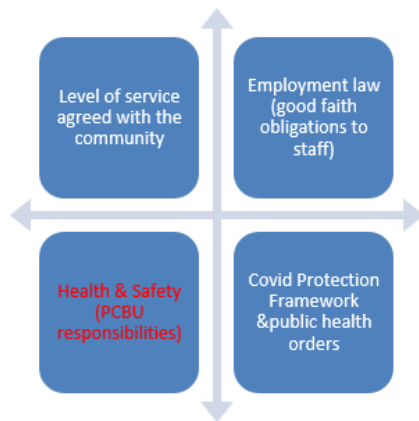 Level of service
agreed with the
community
Employment law
(good faith
obligations to
staff)
Health & Safety
(PCBU
responsibilities)
Covid Protection
Framework
&public health
orders